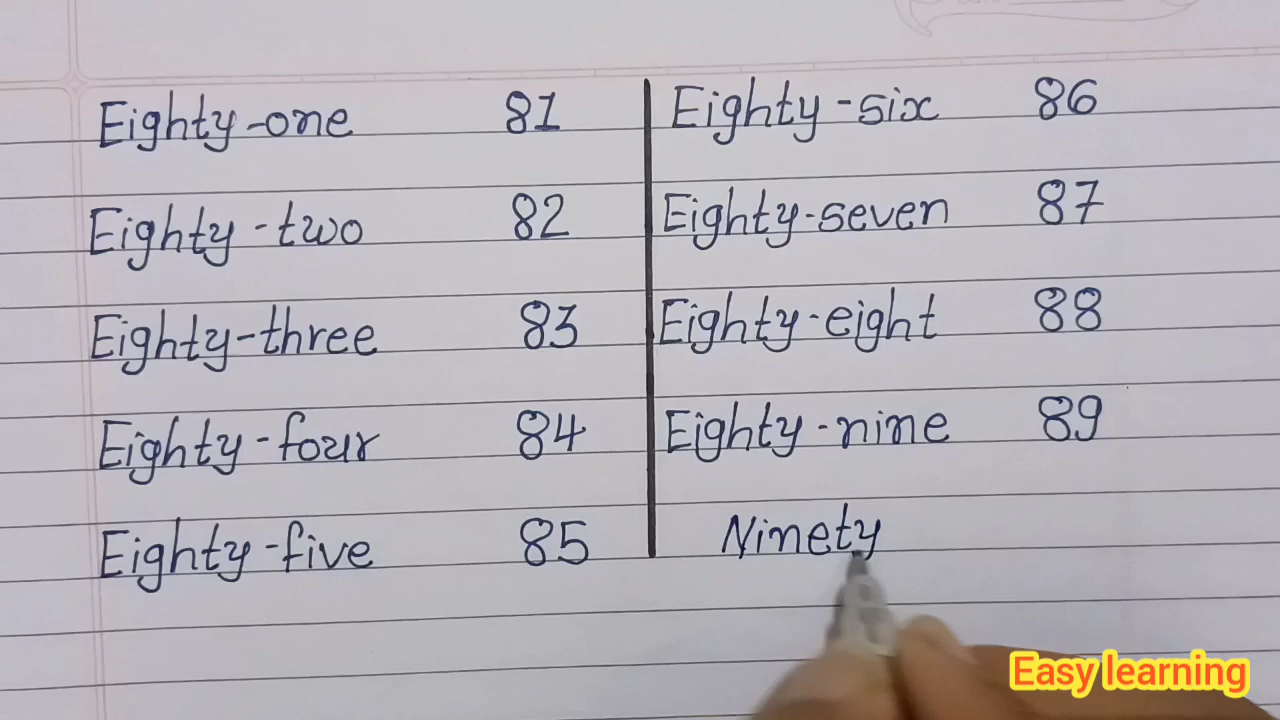 Eighty-one 81
Eighty-two 82
Eighty-three 83
Eighty-four 84
Eighty-five 85
Eighty-six 86
Eighty-seven 87
Eighty-eight 88
Eighty-nine 89
Ninety
Easy learning